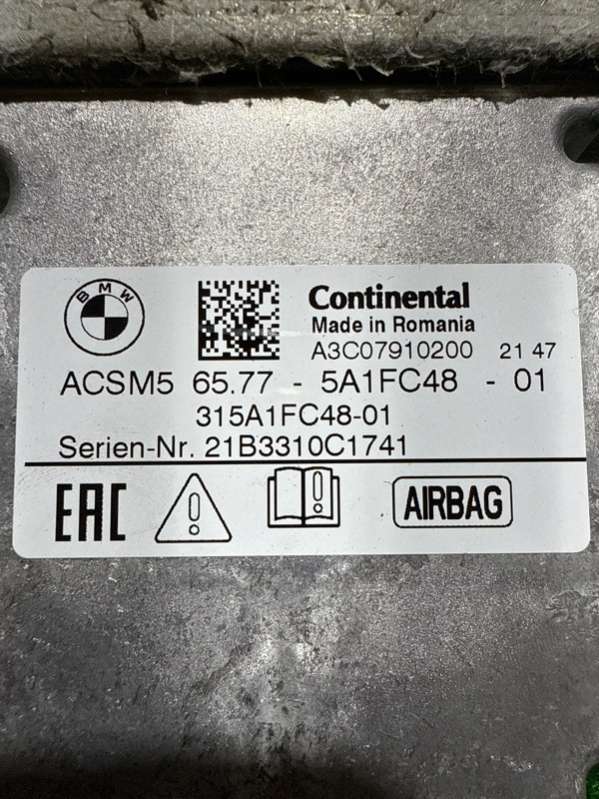 BMW
Continental
Made in Romania
A3C07910200 21 47
ACSM5 65.77 - 5A1FC48 - 01
315A1FC48-01
Serien-Nr. 21B3310C1741
EAC
AIRBAG